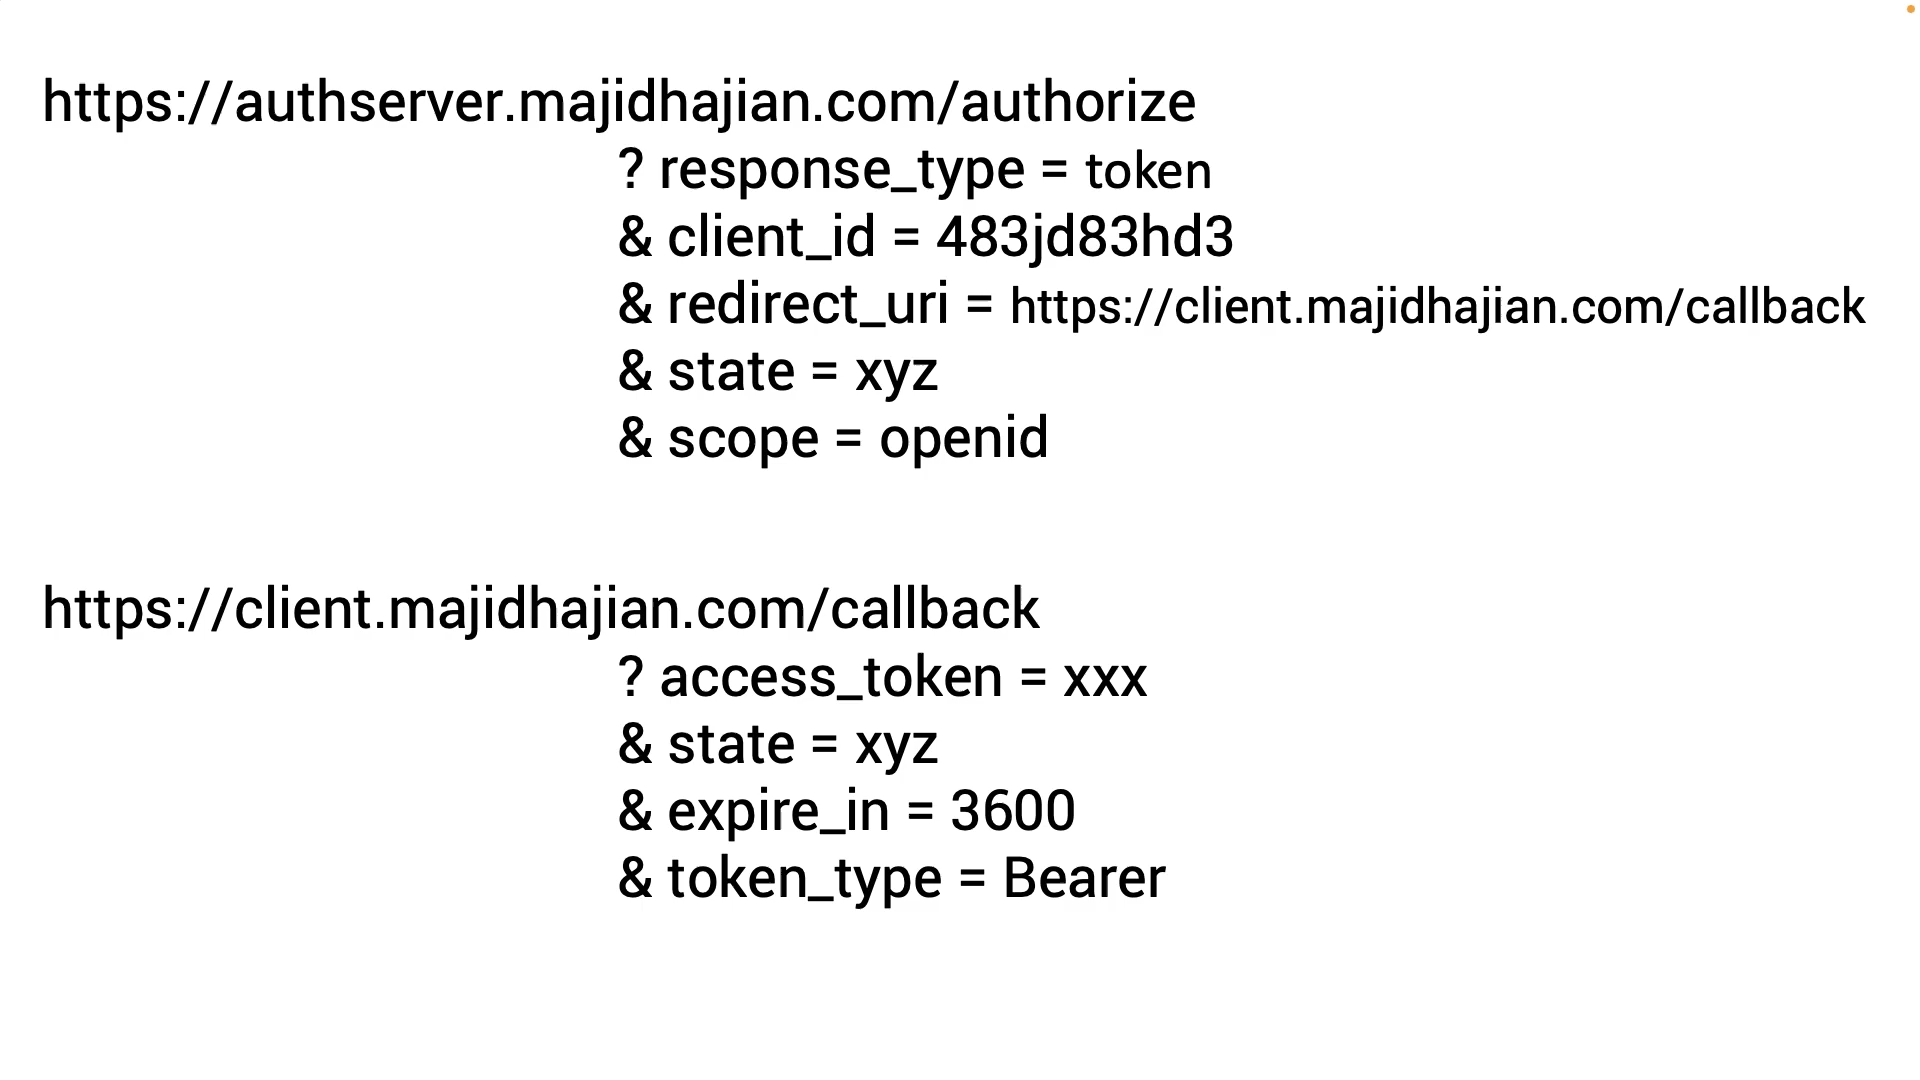 https://authserver.majidhajian.com/authorize
? response_type = token
& client_id = 483jd83hd3
& redirect_uri = https://client.majidhajian.com/callback
& state = xyz
& scope = openid
https://client.majidhajian.com/callback
? access_token = xxx
& state = xyz
& expire_in = 3600
& token_type = Bearer